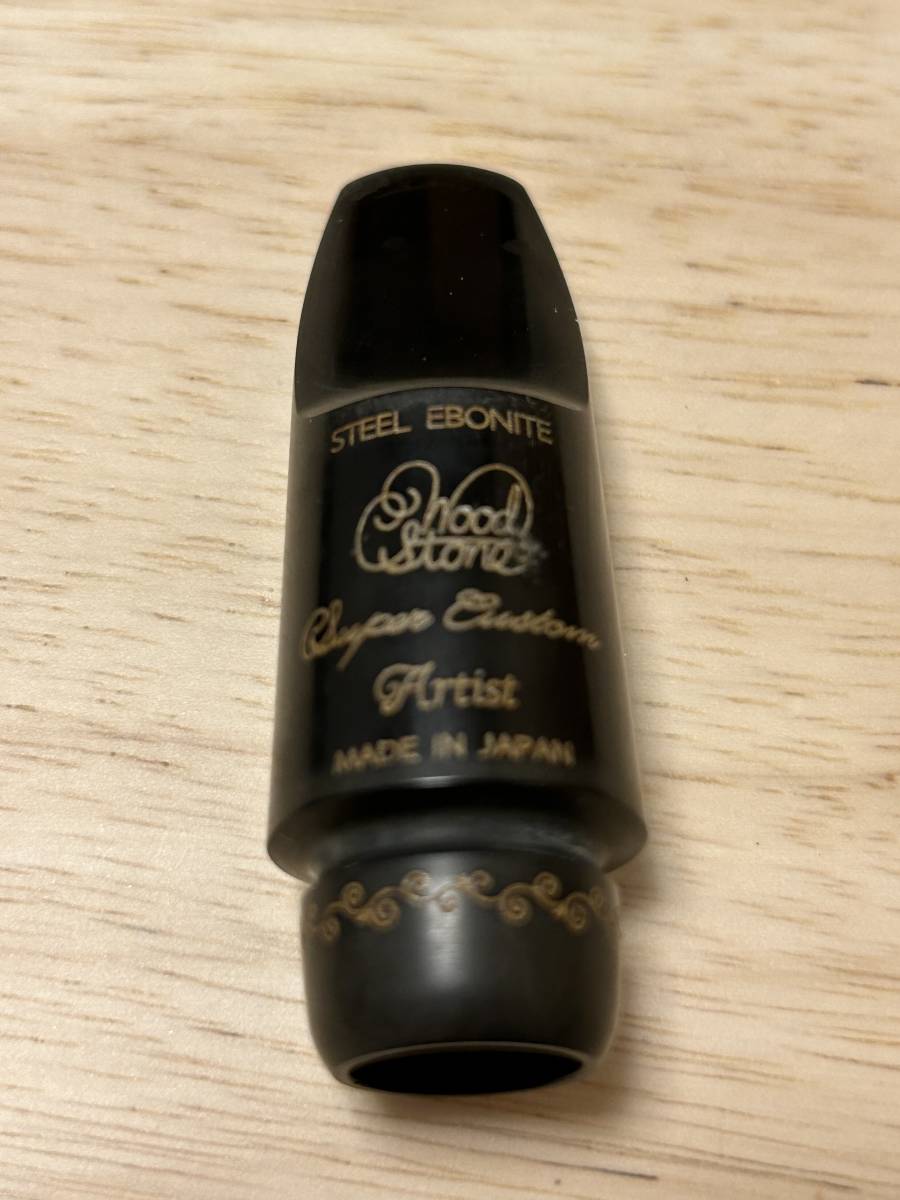 STEEL EBONITE
Wood
Stone
Super Custom
Artist
MADE IN JAPAN